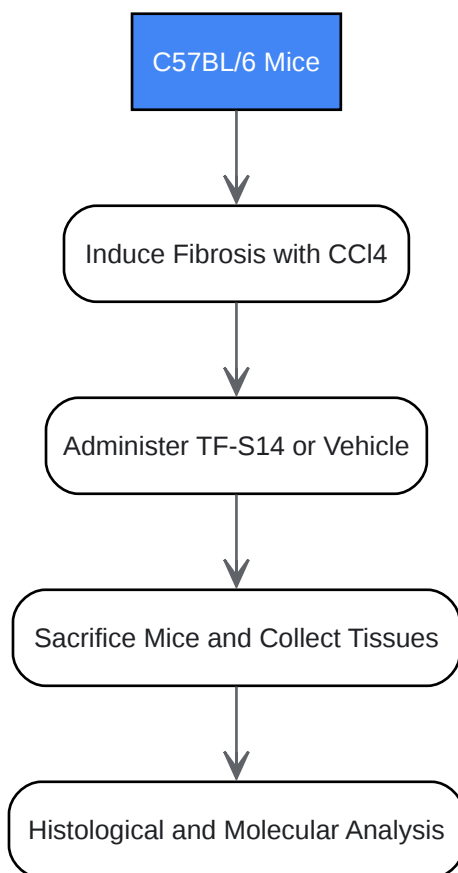 C57BL/6 Mice
Induce Fibrosis with CCl4
Administer TF-S14 or Vehicle
Sacrifice Mice and Collect Tissues
Histological and Molecular Analysis